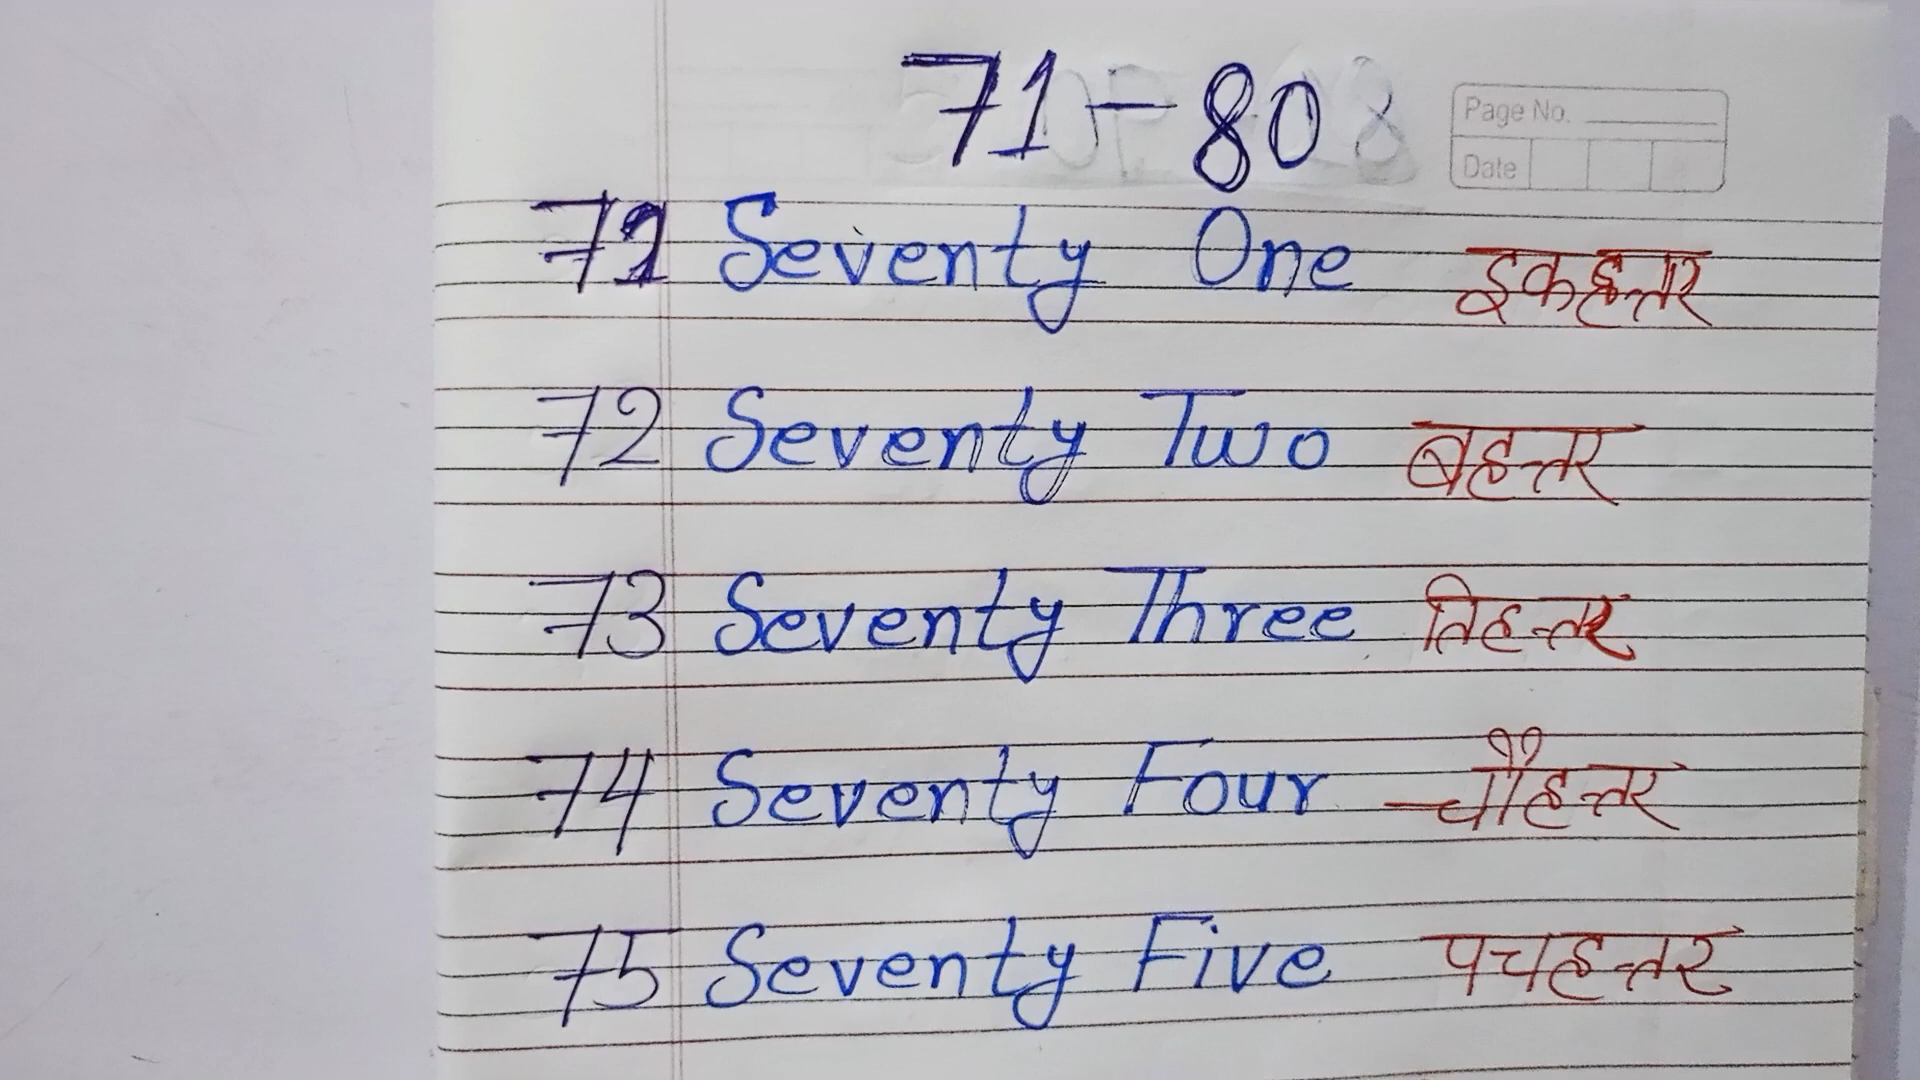 71-80
Page No.
Date
71 Seventy One इकहत्तर
72 Seventy Two बहत्तर
73 Seventy Three तिहत्तर
74 Seventy Four चौहत्तर
75 Seventy Five पचहत्तर